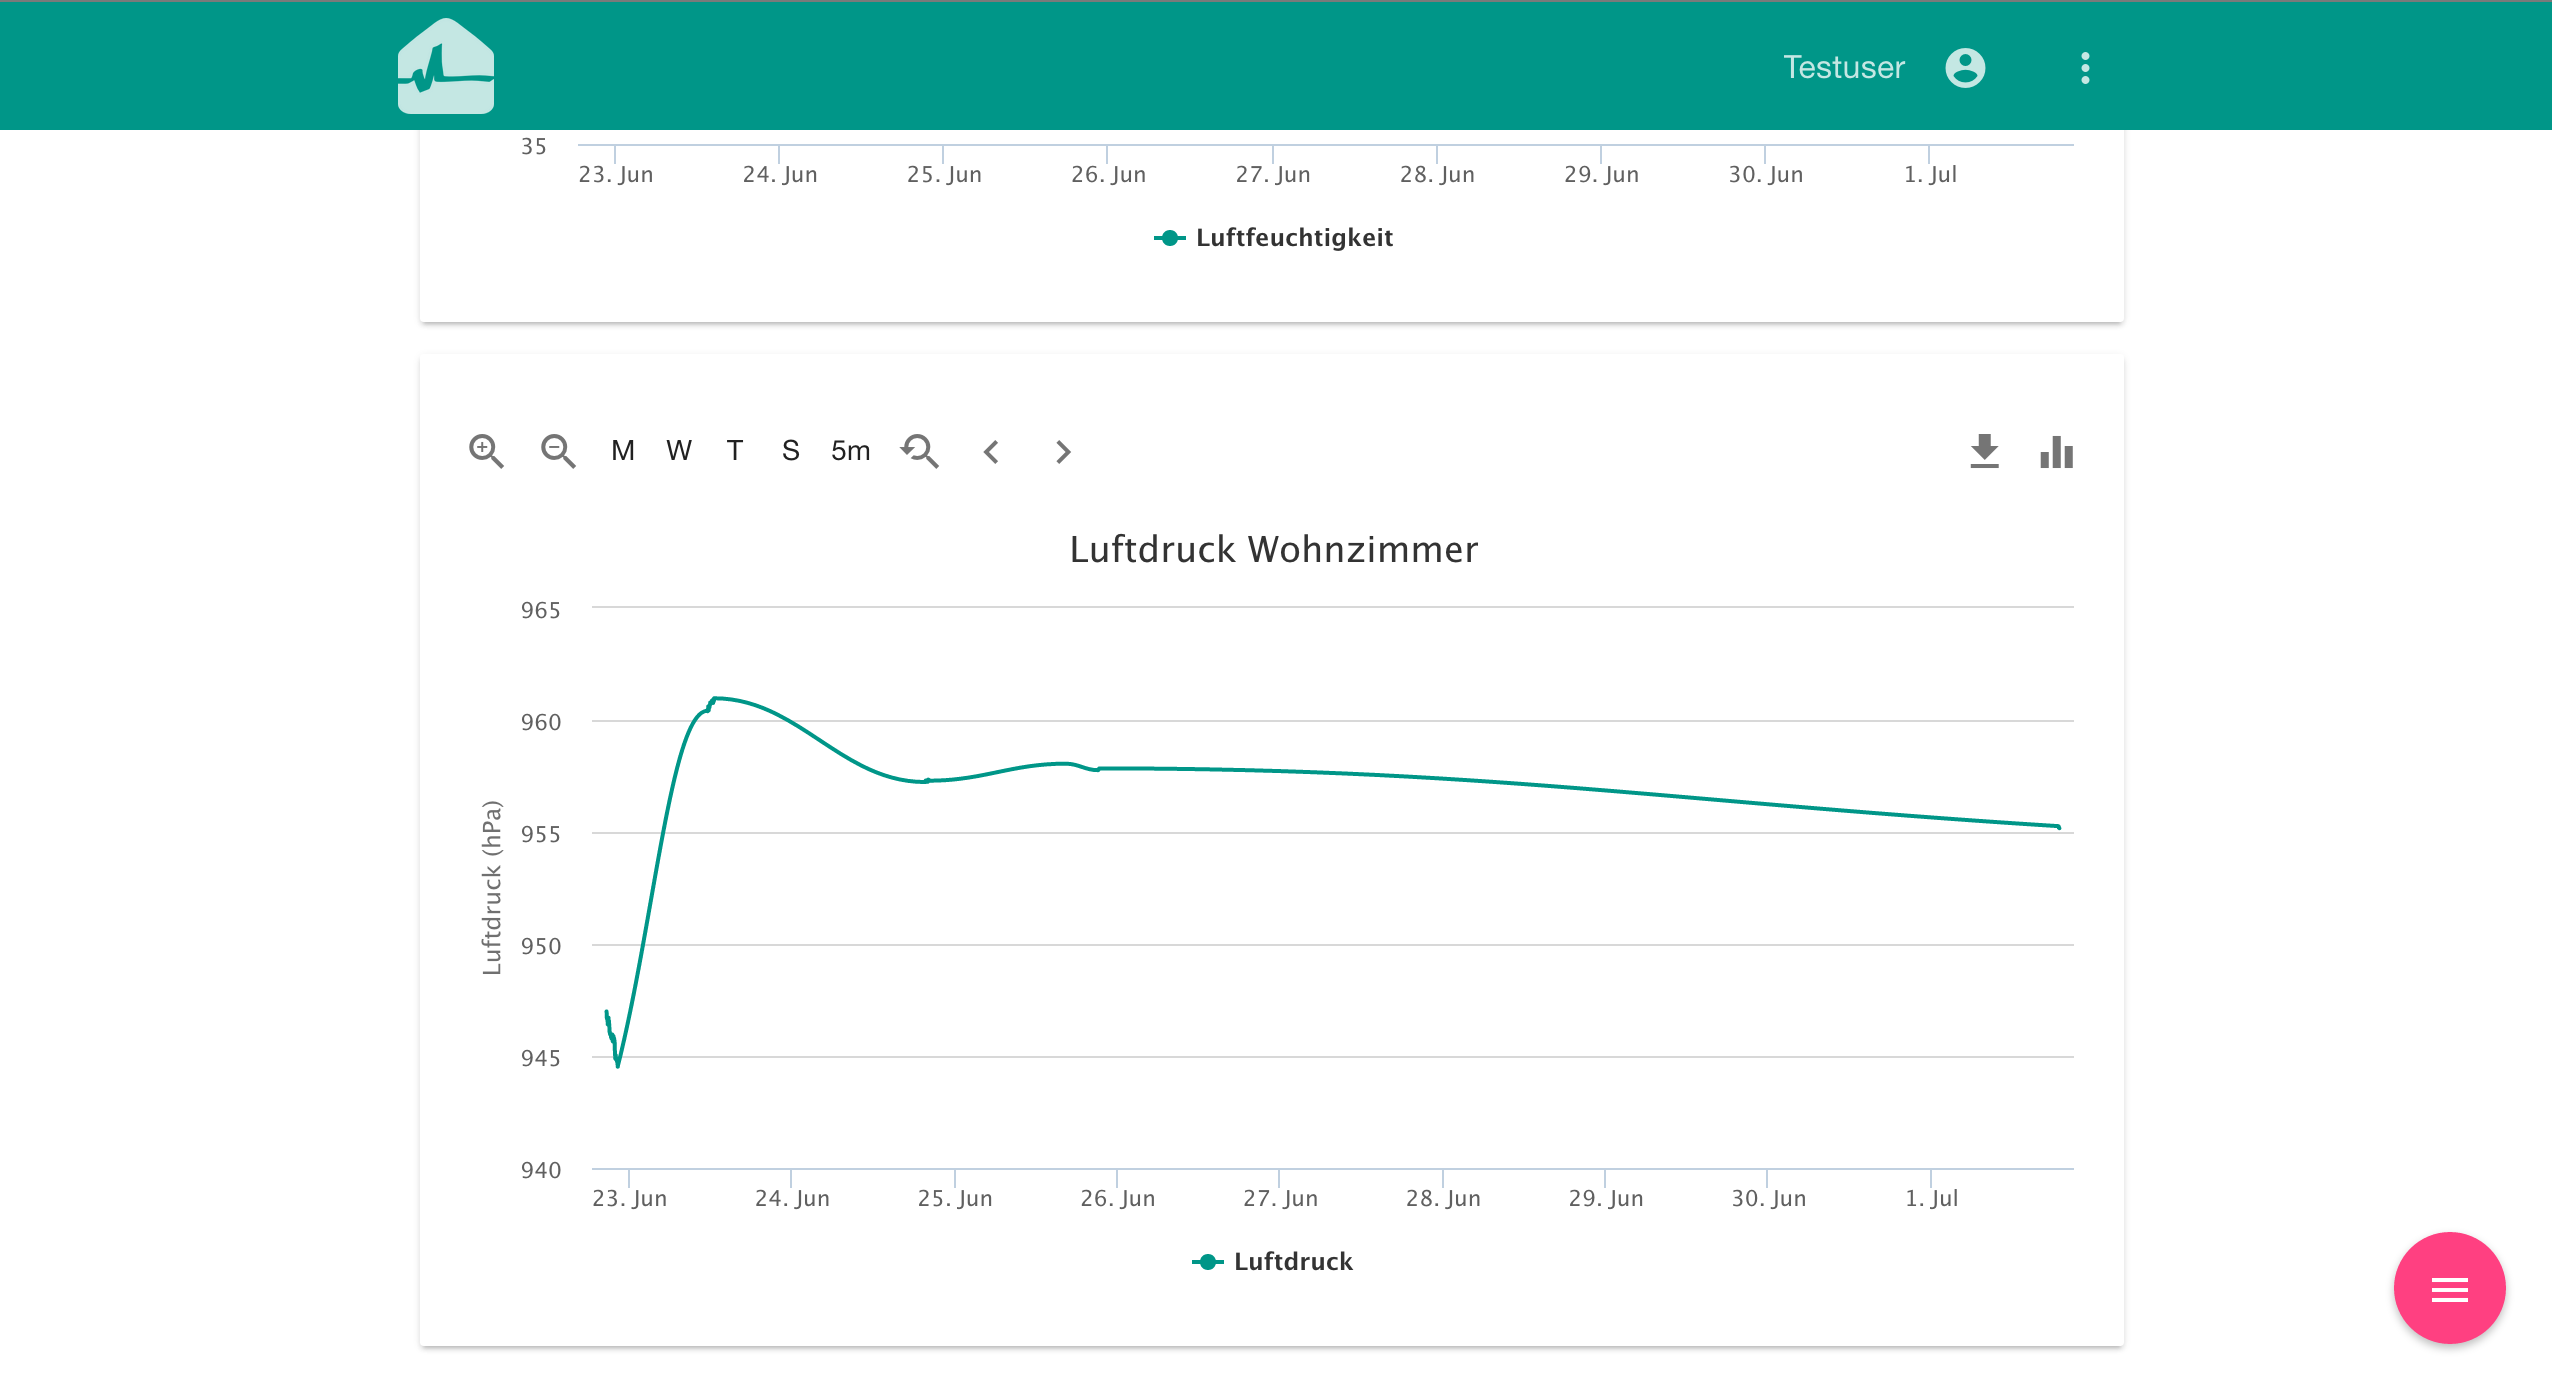 Testuser
35
23. Jun 24. Jun 25. Jun 26. Jun 27. Jun 28. Jun 29. Jun 30. Jun 1. Jul
Luftfeuchtigkeit
M W T S 5m
Luftdruck Wohnzimmer
Luftdruck (hPa)
965
960
955
950
945
940
23. Jun 24. Jun 25. Jun 26. Jun 27. Jun 28. Jun 29. Jun 30. Jun 1. Jul
Luftdruck